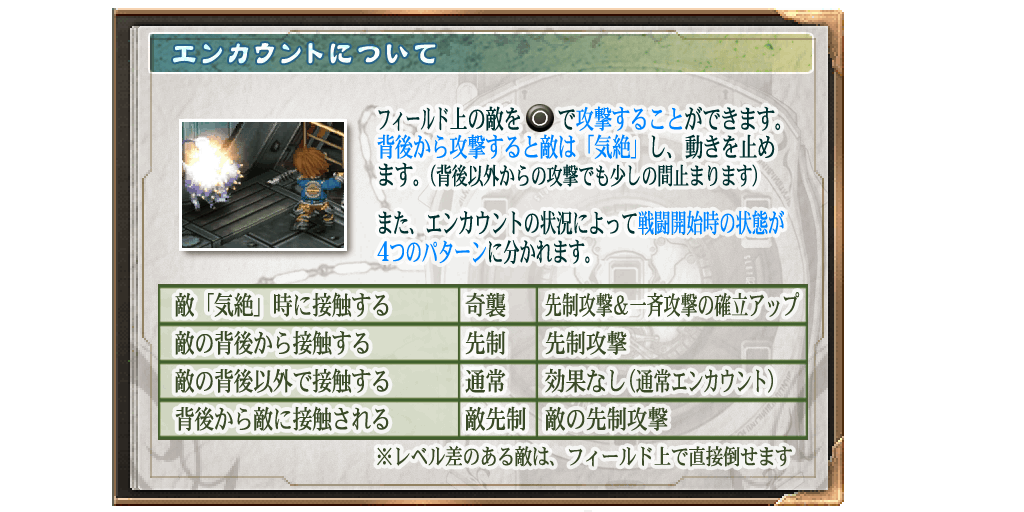 エンカウントについて
フィールド上の敵を◯で攻撃することができます。
背後から攻撃すると敵は「気絶」し、動きを止め
ます。(背後以外からの攻撃でも少しの間止まります)
また、エンカウントの状況によって戦闘開始時の状態が
4つのパターンに分かれます。
敵「気絶」時に接触する 奇襲 先制攻撃&一斉攻撃の確立アップ
敵の背後から接触する 先制 先制攻撃
敵の背後以外で接触する 通常 効果なし(通常エンカウント)
背後から敵に接触される 敵先制 敵の先制攻撃
※レベル差のある敵は、フィールド上で直接倒せます